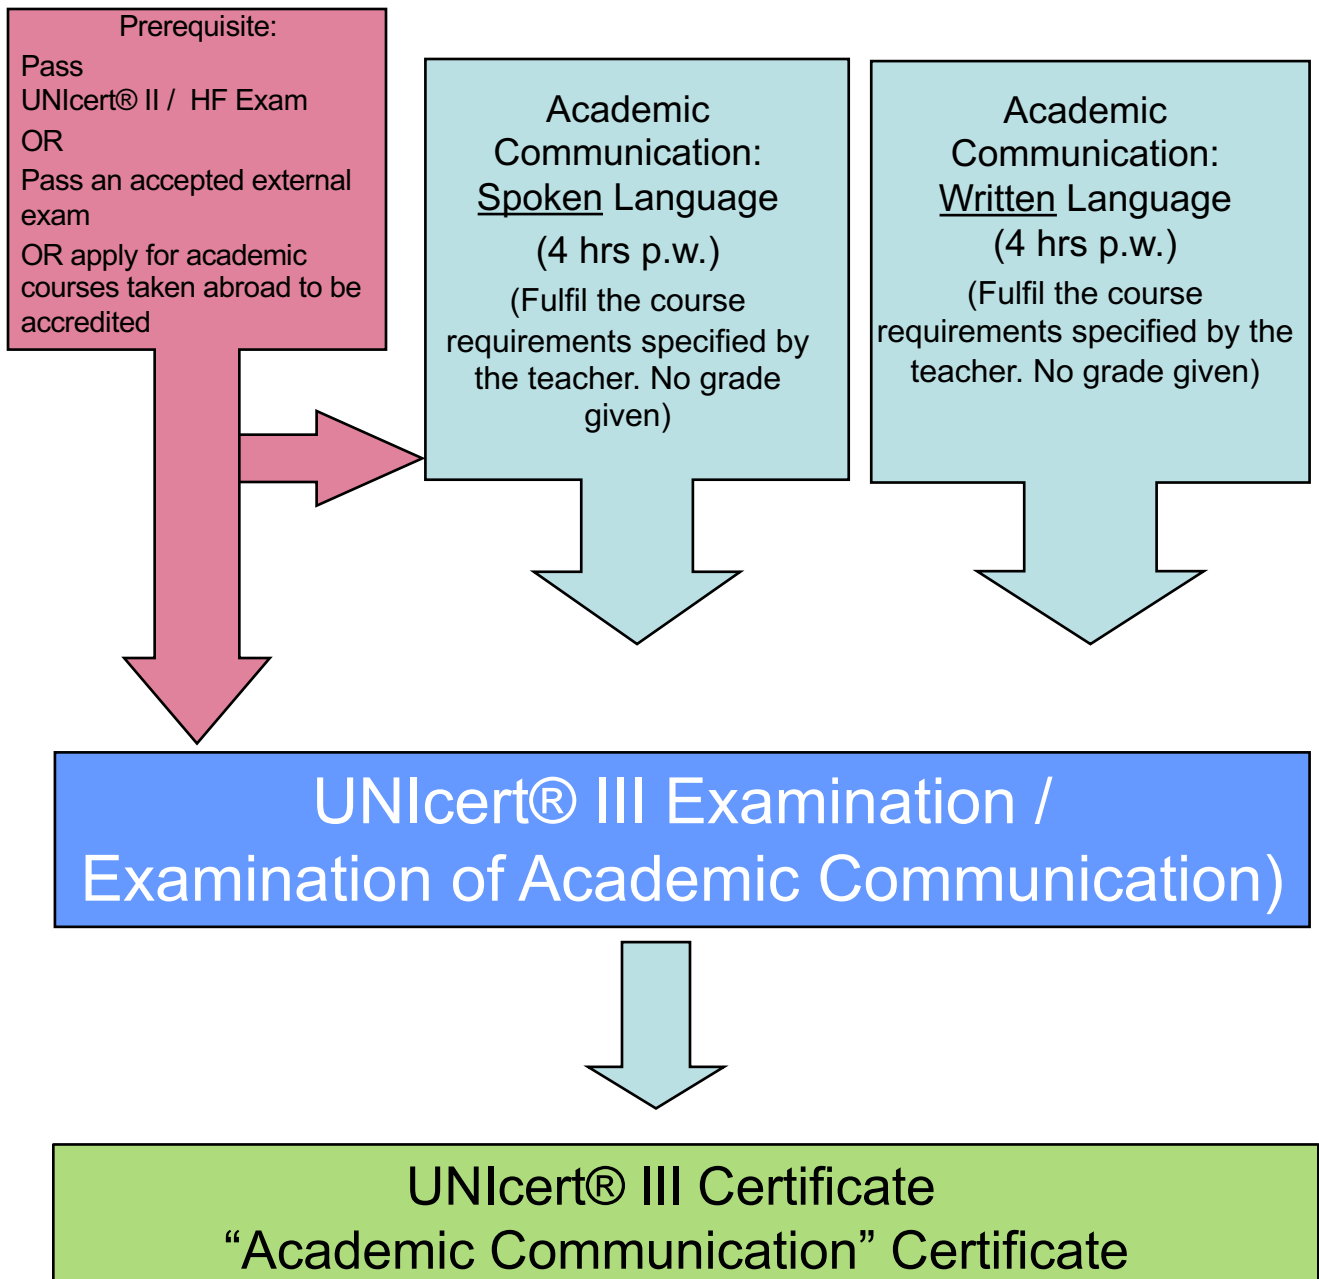 Prerequisite:
Pass
UNIcert® II /  HF Exam
OR
Pass an accepted external
exam
OR apply for academic
courses taken abroad to be
accredited
Academic
Communication:
Spoken Language
(4 hrs p.w.)
(Fulfil the course
requirements specified by
the teacher. No grade
given)
Academic
Communication:
Written Language
(4 hrs p.w.)
(Fulfil the course
requirements specified by the
teacher. No grade given)
UNIcert® III Examination /
Examination of Academic Communication)
UNIcert® III Certificate
“Academic Communication” Certificate